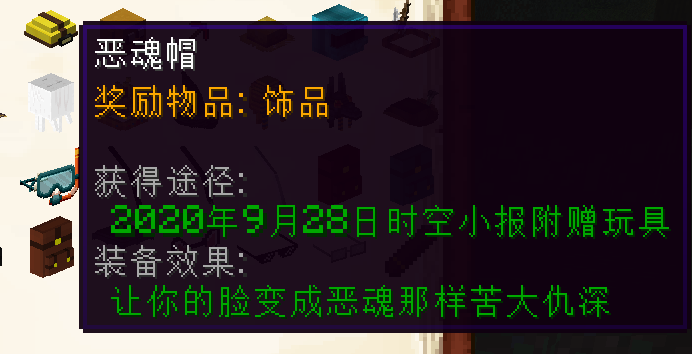 恶魂帽
奖励物品: 饰品
获得途径:
2020年9月28日时空小报附赠玩具
装备效果:
让你的脸变成恶魂那样苦大仇深